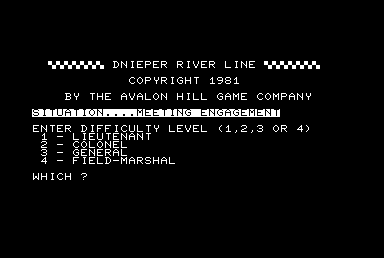 DNIEPER RIVER LINE
COPYRIGHT 1981
BY THE AVALON HILL GAME COMPANY
SITUATION....MEETING ENGAGEMENT
ENTER DIFFICULTY LEVEL (1,2,3 OR 4)
1 - LIEUTENANT
2 - COLONEL
3 - GENERAL
4 - FIELD-MARSHAL
WHICH ?